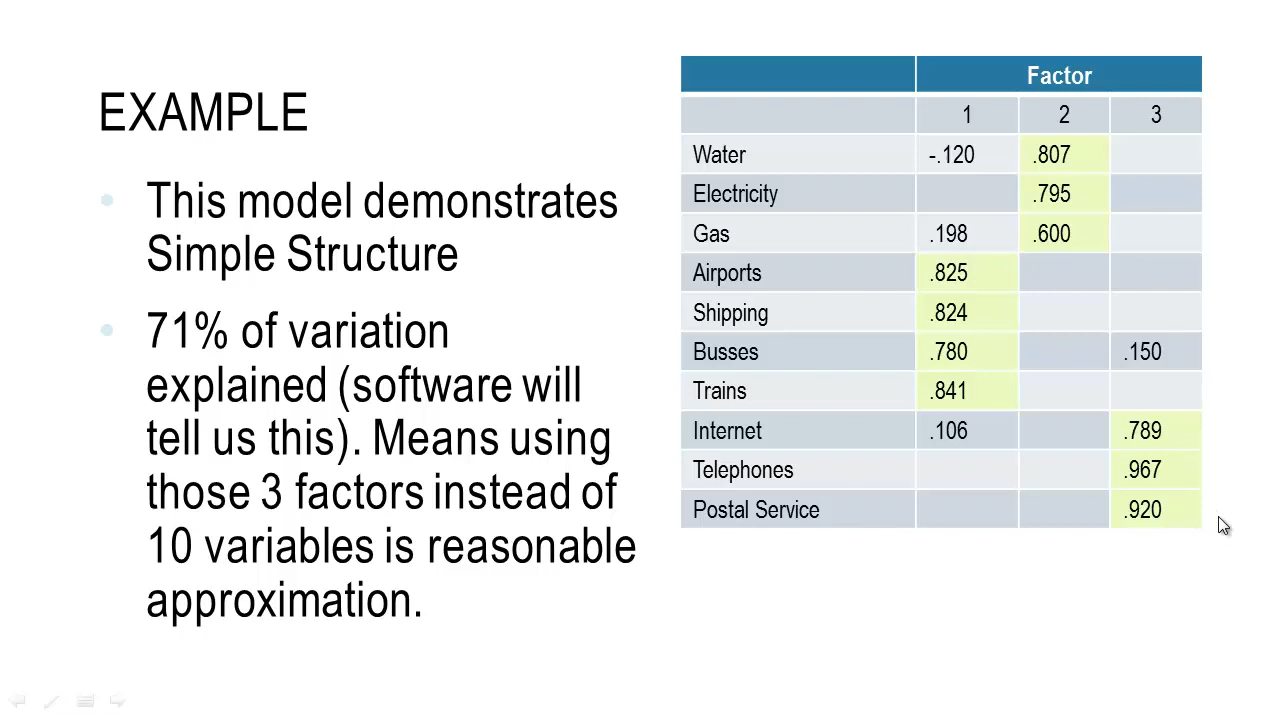 EXAMPLE
• This model demonstrates
Simple Structure
• 71% of variation
explained (software will
tell us this). Means using
those 3 factors instead of
10 variables is reasonable
approximation.
Factor
1 2 3
Water -.120 .807
Electricity .795
Gas .198 .600
Airports .825
Shipping .824
Busses .780 .150
Trains .841
Internet .106 .789
Telephones .967
Postal Service .920